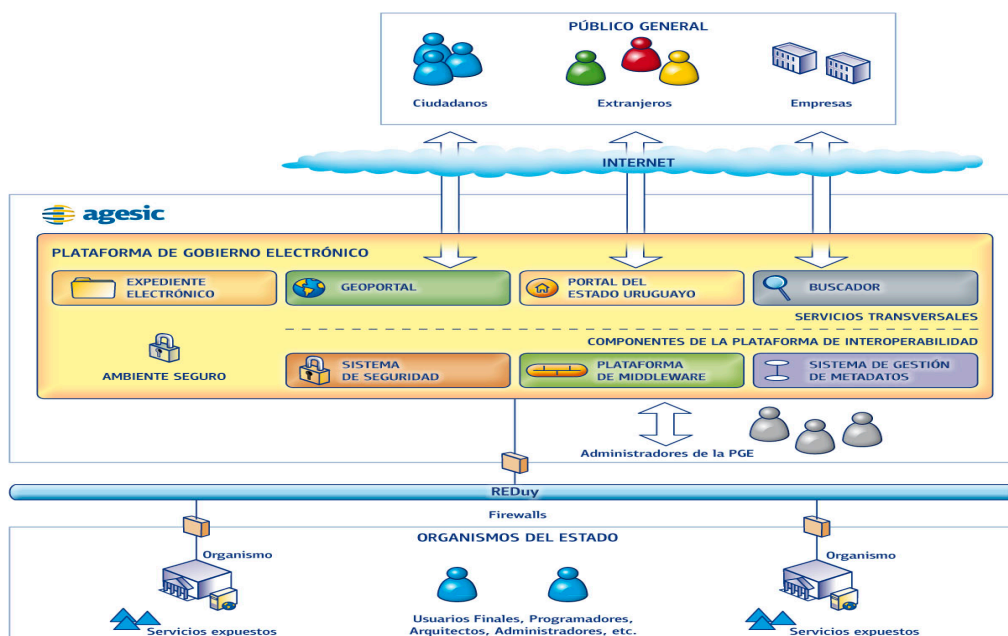 PÚBLICO GENERAL
Ciudadanos
Extranjeros
Empresas
INTERNET
agesic
PLATAFORMA DE GOBIERNO ELECTRÓNICO
EXPEDIENTE
ELECTRÓNICO
GEOPORTAL
PORTAL DEL
ESTADO URUGUAYO
BUSCADOR
SERVICIOS TRANSVERSALES
COMPONENTES DE LA PLATAFORMA DE INTEROPERABILIDAD
AMBIENTE SEGURO
SISTEMA
DE SEGURIDAD
PLATAFORMA
DE MIDDLEWARE
SISTEMA DE GESTIÓN
DE METADATOS
Administradores de la PGE
REDuy
Firewalls
ORGANISMOS DEL ESTADO
Organismo
Organismo
Usuarios Finales, Programadores,
Arquitectos, Administradores, etc.
Servicios expuestos
Servicios expuestos